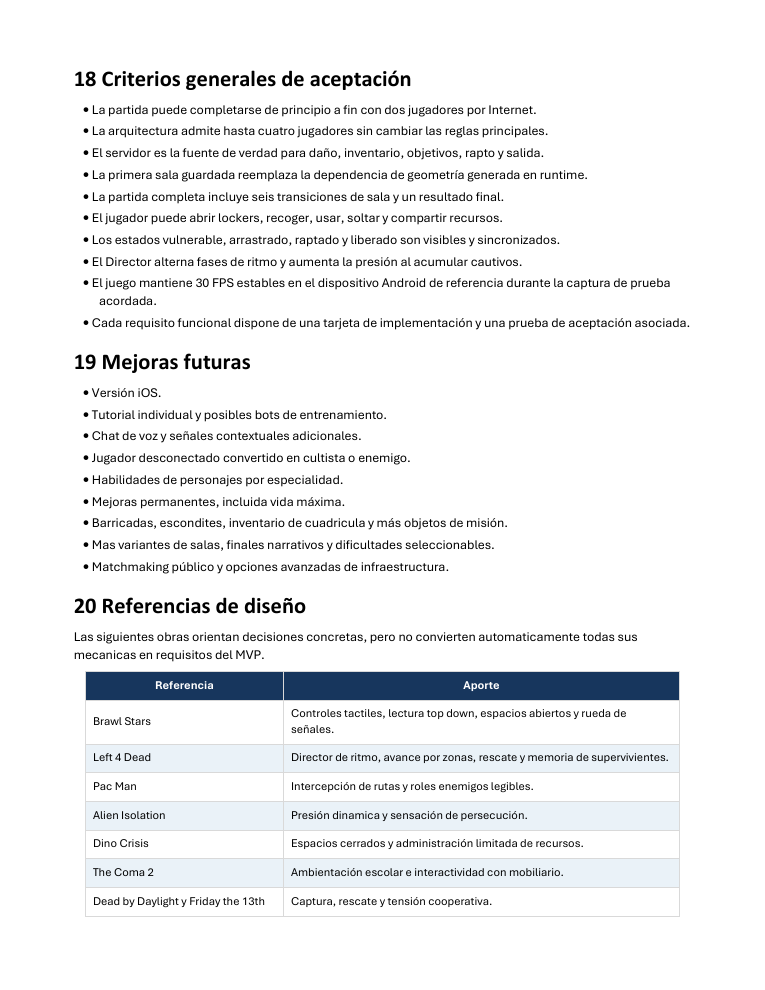 18 Criterios generales de aceptación
• La partida puede completarse de principio a fin con dos jugadores por Internet.
• La arquitectura admite hasta cuatro jugadores sin cambiar las reglas principales.
• El servidor es la fuente de verdad para daño, inventario, objetivos, rapto y salida.
• La primera sala guardada reemplaza la dependencia de geometría generada en runtime.
• La partida completa incluye seis transiciones de sala y un resultado final.
• El jugador puede abrir lockers, recoger, usar, soltar y compartir recursos.
• Los estados vulnerable, arrastrado, raptado y liberado son visibles y sincronizados.
• El Director alterna fases de ritmo y aumenta la presión al acumular cautivos.
• El juego mantiene 30 FPS estables en el dispositivo Android de referencia durante la captura de prueba
acordada.
• Cada requisito funcional dispone de una tarjeta de implementación y una prueba de aceptación asociada.
19 Mejoras futuras
• Versión iOS.
• Tutorial individual y posibles bots de entrenamiento.
• Chat de voz y señales contextuales adicionales.
• Jugador desconectado convertido en cultista o enemigo.
• Habilidades de personajes por especialidad.
• Mejoras permanentes, incluida vida máxima.
• Barricadas, escondites, inventario de cuadricula y más objetos de misión.
• Mas variantes de salas, finales narrativos y dificultades seleccionables.
• Matchmaking público y opciones avanzadas de infraestructura.
20 Referencias de diseño
Las siguientes obras orientan decisiones concretas, pero no convierten automaticamente todas sus
mecanicas en requisitos del MVP.
Referencia Aporte
Brawl Stars Controles tactiles, lectura top down, espacios abiertos y rueda de
señales.
Left 4 Dead Director de ritmo, avance por zonas, rescate y memoria de supervivientes.
Pac Man Intercepción de rutas y roles enemigos legibles.
Alien Isolation Presión dinamica y sensación de persecución.
Dino Crisis Espacios cerrados y administración limitada de recursos.
The Coma 2 Ambientación escolar e interactividad con mobiliario.
Dead by Daylight y Friday the 13th Captura, rescate y tensión cooperativa.